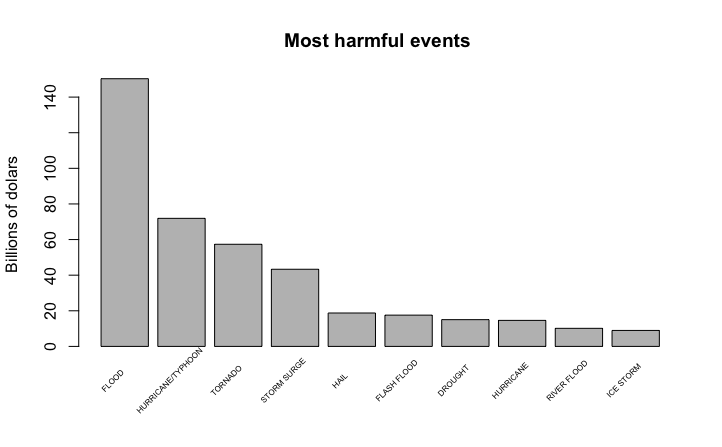 Most harmful events
Billions of dolars
140
100
80
60
40
20
0
FLOOD
HURRICANE/TYPHOON
TORNADO
STORM SURGE
HAIL
FLASH FLOOD
DROUGHT
HURRICANE
RIVER FLOOD
ICE STORM